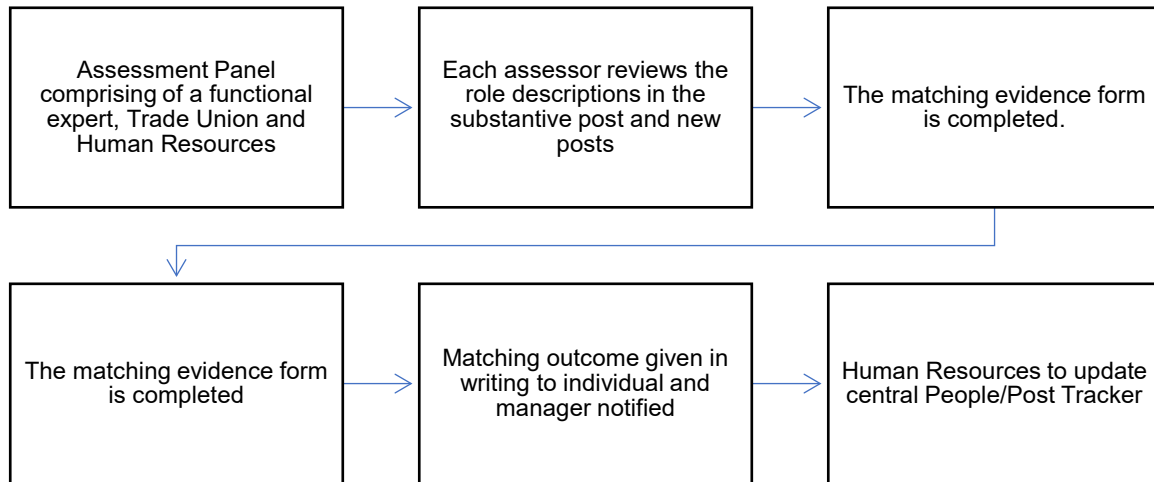 Assessment Panel
comprising of a functional
expert, Trade Union and
Human Resources
Each assessor reviews the
role descriptions in the
substantive post and new
posts
The matching evidence form
is completed.
The matching evidence form
is completed
Matching outcome given in
writing to individual and
manager notified
Human Resources to update
central People/Post Tracker